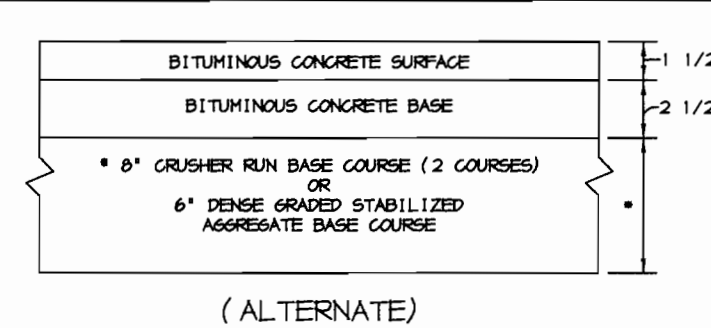 BITUMINOUS CONCRETE SURFACE
1 1/2
BITUMINOUS CONCRETE BASE
2 1/2
* 8" CRUSHER RUN BASE COURSE (2 COURSES)
OR
6" DENSE GRADED STABILIZED
AGGREGATE BASE COURSE
*
(ALTERNATE)